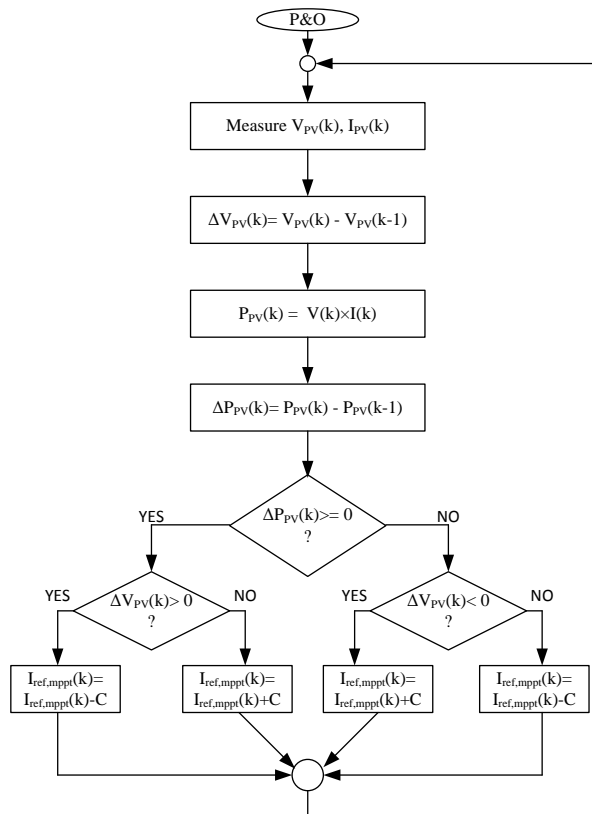 P&O
Measure V_PV(k), I_PV(k)
ΔV_PV(k)= V_PV(k) - V_PV(k-1)
P_PV(k) = V(k)×I(k)
ΔP_PV(k)= P_PV(k) - P_PV(k-1)
ΔP_PV(k)>= 0
?
YES
NO
ΔV_PV(k)> 0
?
YES
NO
ΔV_PV(k)< 0
?
YES
NO
I_ref,mppt(k)=
I_ref,mppt(k)-C
I_ref,mppt(k)=
I_ref,mppt(k)+C
I_ref,mppt(k)=
I_ref,mppt(k)+C
I_ref,mppt(k)=
I_ref,mppt(k)-C